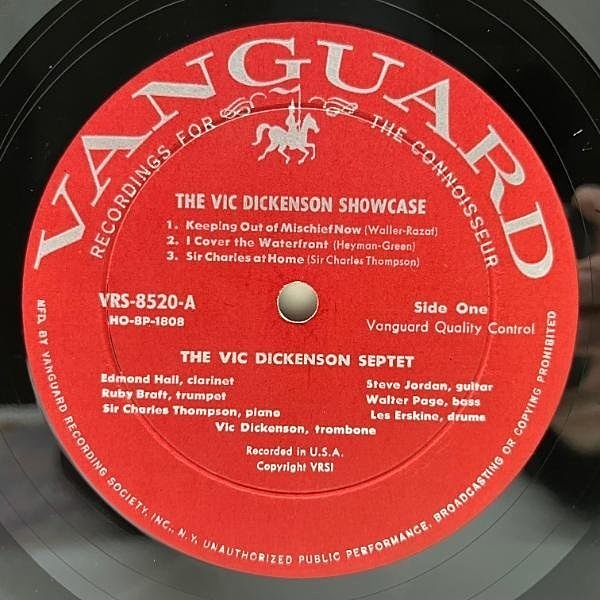 VANGUARD
RECORDINGS FOR THE CONNOISSEUR
THE VIC DICKENSON SHOWCASE
1. Keeping Out of Mischief Now (Waller-Razaf)
2. I Cover the Waterfront (Heyman-Green)
3. Sir Charles at Home (Sir Charles Thompson)
VRS-8520-A
HO-8P-1808
Side One
Vanguard Quality Control
THE VIC DICKENSON SEPTET
Edmond Hall, clarinet
Ruby Braff, trumpet
Sir Charles Thompson, piano
Steve Jordan, guitar
Walter Page, bass
Les Erskine, drums
Vic Dickenson, trombone
Recorded in U.S.A.
Copyright VRSI
MFD. BY VANGUARD RECORDING SOCIETY, INC., N.Y. UNAUTHORIZED PUBLIC PERFORMANCE, BROADCASTING OR COPYING PROHIBITED